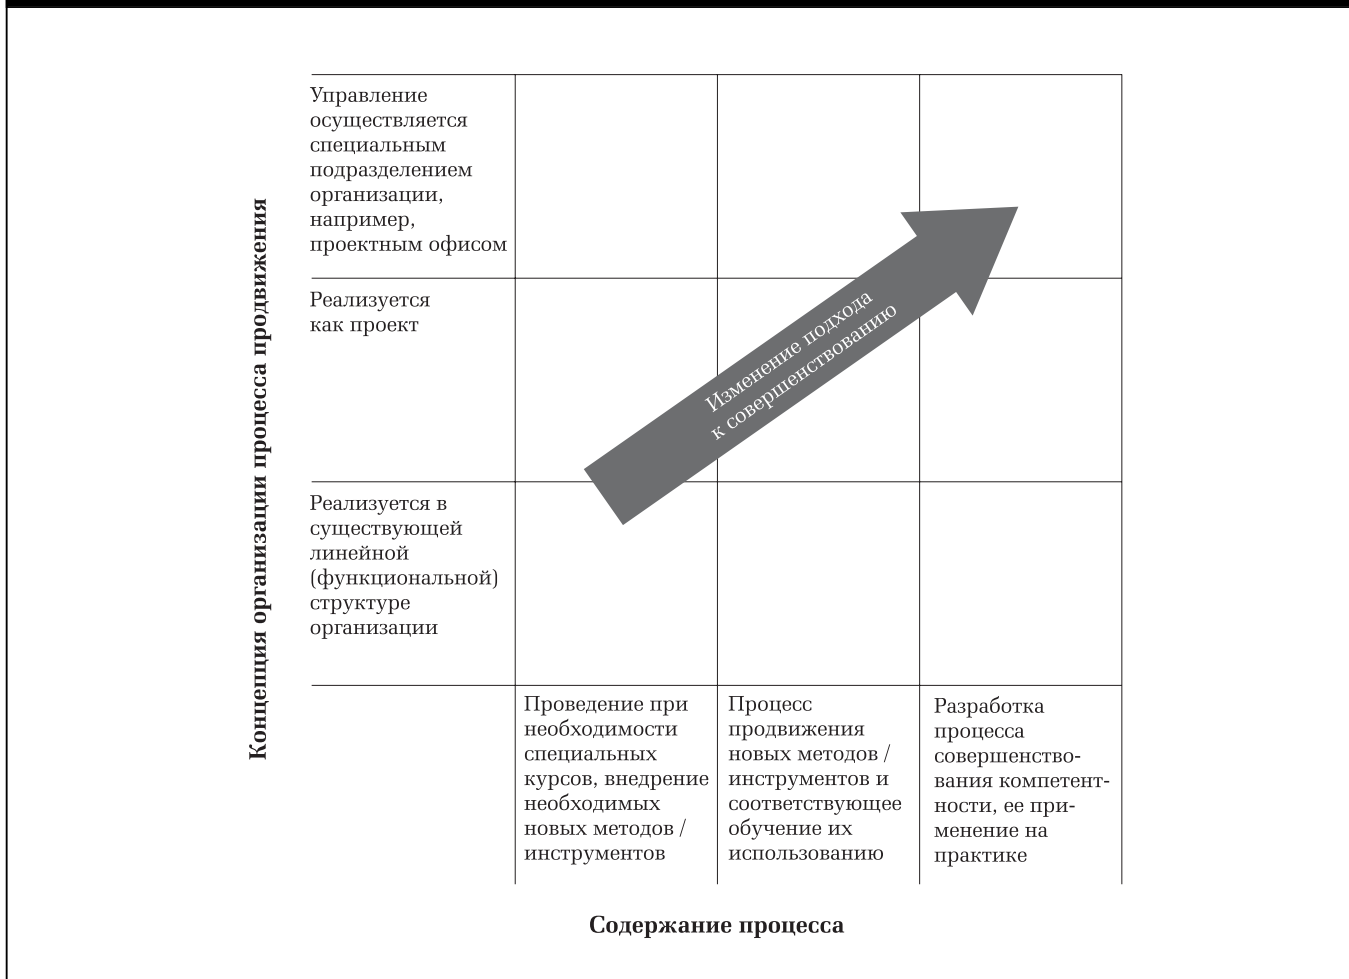 Концепция организации процесса продвижения
Управление
осуществляется
специальным
подразделением
организации,
например,
проектным офисом
Реализуется
как проект
Реализуется в
существующей
линейной
(функциональной)
структуре
организации
Изменение подхода
к совершенствованию
Проведение при
необходимости
специальных
курсов, внедрение
необходимых
новых методов /
инструментов
Процесс
продвижения
новых методов /
инструментов и
соответствующее
обучение их
использованию
Разработка
процесса
совершенство-
вания компетент-
ности, ее при-
менение на
практике
Содержание процесса